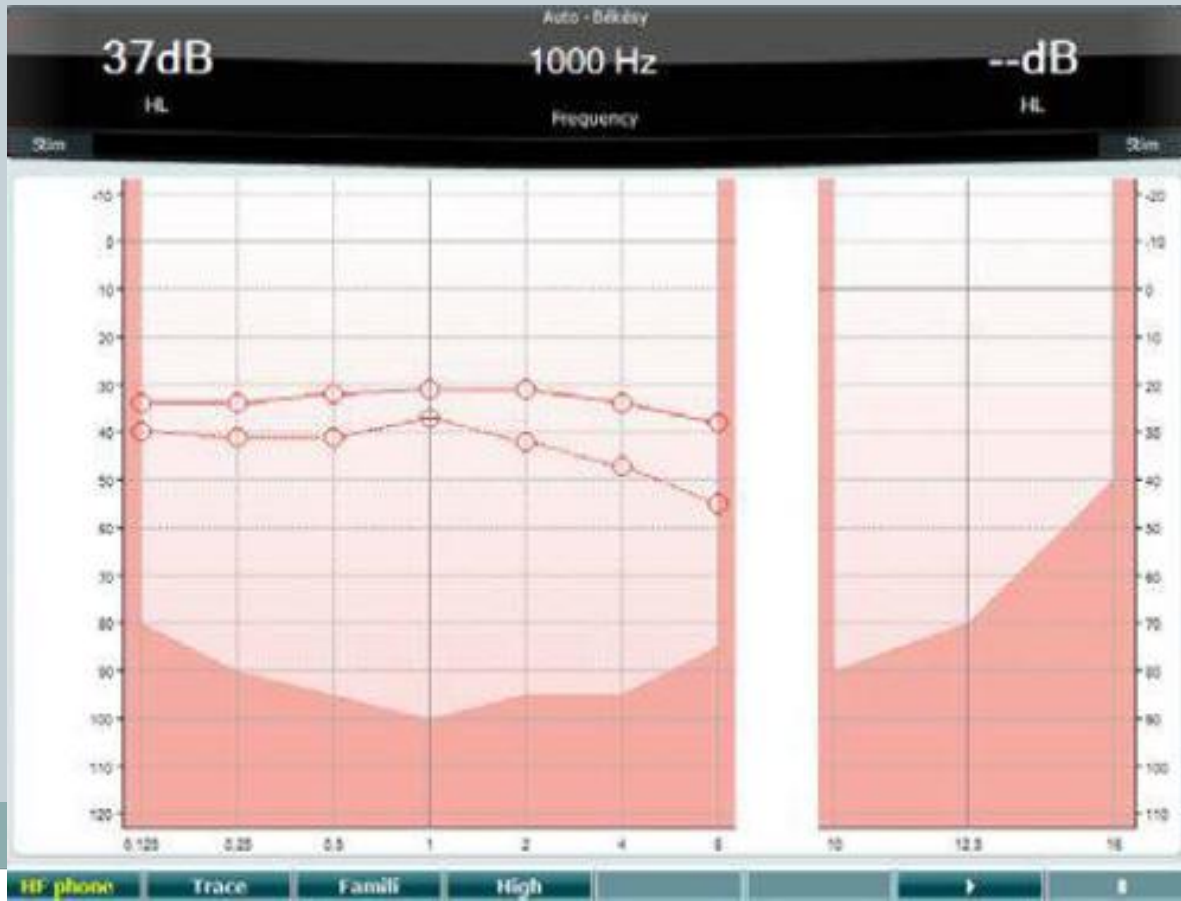 Auto - Békésy
37dB 1000 Hz --dB
HL HL
Frequency
Stim Stim
-10 -20
0 -10
10 0
20 10
30 20
40 30
50 40
60 50
70 60
80 70
90 80
100 90
110 100
120 110
0.125 0.25 0.5 1 2 4 8 10 12.5 16
HF phone Trace Famili High